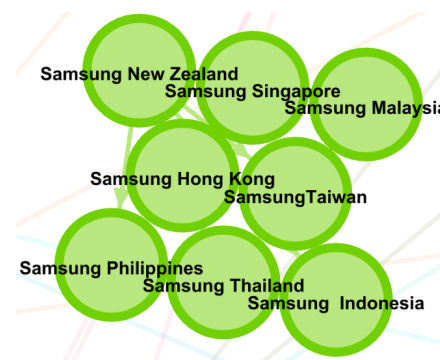 Samsung New Zealand
Samsung Singapore
Samsung Malaysia
Samsung Hong Kong
SamsungTaiwan
Samsung Philippines
Samsung Thailand
Samsung  Indonesia